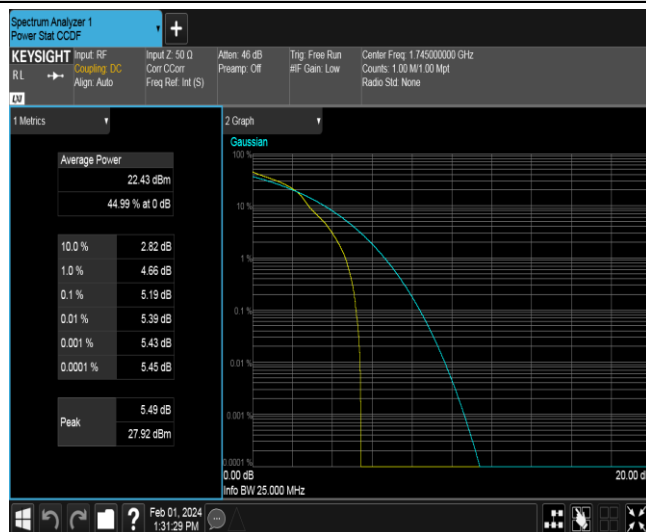 Spectrum Analyzer 1
Power Stat CCDF
+
KEYSIGHT
RL
LXI
Input: RF
Coupling: DC
Align: Auto
Input Z: 50 Ω
Corr CCorr
Freq Ref: Int (S)
Atten: 46 dB
Preamp: Off
Trig: Free Run
#IF Gain: Low
Center Freq: 1.745000000 GHz
Counts: 1.00 M/1.00 Mpt
Radio Std: None
1 Metrics
Average Power
22.43 dBm
44.99 % at 0 dB
10.0 % 2.82 dB
1.0 % 4.66 dB
0.1 % 5.19 dB
0.01 % 5.39 dB
0.001 % 5.43 dB
0.0001 % 5.45 dB
Peak
5.49 dB
27.92 dBm
2 Graph
Gaussian
100 %
10 %
1 %
0.1 %
0.01 %
0.001 %
0.0001 %
0.00 dB
20.00 d
Info BW 25.000 MHz
?
Feb 01, 2024
1:31:29 PM